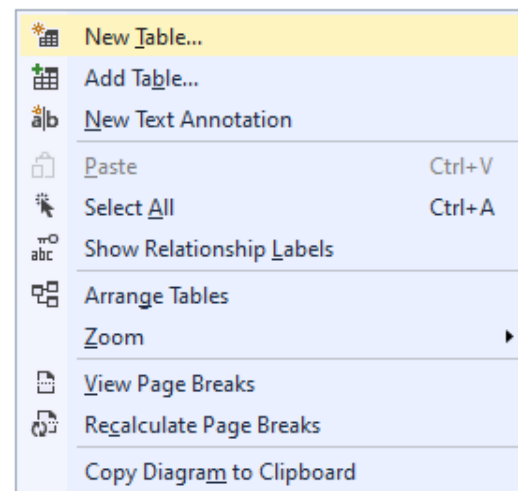 New Table...
Add Table...
a|b New Text Annotation
Paste Ctrl+V
Select All Ctrl+A
abc Show Relationship Labels
Arrange Tables
Zoom
View Page Breaks
Recalculate Page Breaks
Copy Diagram to Clipboard